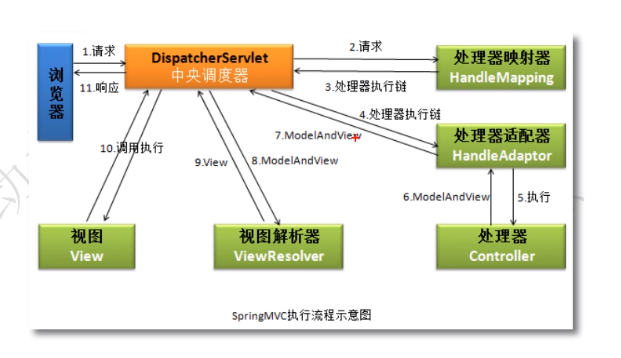 1.请求
2.请求
浏
览
器
DispatcherServlet
中央调度器
处理器映射器
HandleMapping
11.响应
3.处理器执行链
4.处理器执行链
7.ModelAndView
处理器适配器
HandleAdaptor
10.调用执行
9.View
8.ModelAndView
6.ModelAndView
5.执行
视图
View
视图解析器
ViewResolver
处理器
Controller
SpringMVC执行流程示意图